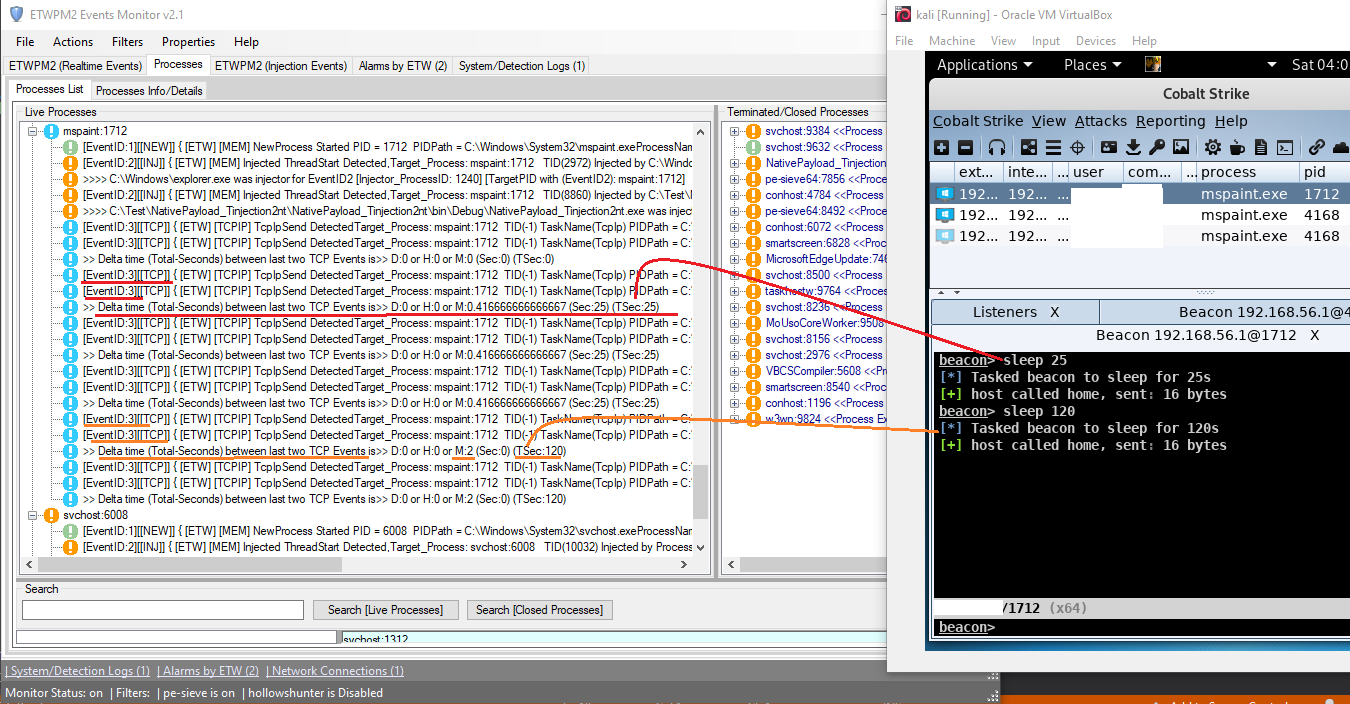 ETWPM2 Events Monitor v2.1
File Actions Filters Properties Help
ETWPM2 (Realtime Events) Processes ETWPM2 (Injection Events) Alarms by ETW (2) System/Detection Logs (1)
Processes List Processes Info/Details
Live Processes
mspaint:1712
[EventID:1][[NEW]] { [ETW] [MEM] NewProcess Started PID = 1712 PIDPath = C:\Windows\System32\mspaint.exeProcessNam
[EventID:2][[INJ]] { [ETW] [MEM] Injected ThreadStart Detected,Target_Process: mspaint:1712 TID(2972) Injected by C:\Windo
>>>> C:\Windows\explorer.exe was injector for EventID2 [Injector_ProcessID: 1240] [TargetPID with (EventID2): mspaint:1712]
[EventID:2][[INJ]] { [ETW] [MEM] Injected ThreadStart Detected,Target_Process: mspaint:1712 TID(8860) Injected by C:\Test\
>>>> C:\Test\NativePayload_Tinjection2nt\NativePayload_Tinjection2nt\bin\Debug\NativePayload_Tinjection2nt.exe was inject
[EventID:3][[TCP]] { [ETW] [TCPIP] TcpIpSend DetectedTarget_Process: mspaint:1712 TID(-1) TaskName(TcpIp) PIDPath = C:
[EventID:3][[TCP]] { [ETW] [TCPIP] TcpIpSend DetectedTarget_Process: mspaint:1712 TID(-1) TaskName(TcpIp) PIDPath = C:
>> Delta time (Total-Seconds) between last two TCP Events is>> D:0 or H:0 or M:0 (Sec:0) (TSec:0)
[EventID:3][[TCP]] { [ETW] [TCPIP] TcpIpSend DetectedTarget_Process: mspaint:1712 TID(-1) TaskName(TcpIp) PIDPath = C:
[EventID:3][[TCP]] { [ETW] [TCPIP] TcpIpSend DetectedTarget_Process: mspaint:1712 TID(-1) TaskName(TcpIp) PIDPath = C:
>> Delta time (Total-Seconds) between last two TCP Events is>> D:0 or H:0 or M:0.416666666666667 (Sec:25) (TSec:25)
[EventID:3][[TCP]] { [ETW] [TCPIP] TcpIpSend DetectedTarget_Process: mspaint:1712 TID(-1) TaskName(TcpIp) PIDPath = C:
[EventID:3][[TCP]] { [ETW] [TCPIP] TcpIpSend DetectedTarget_Process: mspaint:1712 TID(-1) TaskName(TcpIp) PIDPath = C:
>> Delta time (Total-Seconds) between last two TCP Events is>> D:0 or H:0 or M:0.416666666666667 (Sec:25) (TSec:25)
[EventID:3][[TCP]] { [ETW] [TCPIP] TcpIpSend DetectedTarget_Process: mspaint:1712 TID(-1) TaskName(TcpIp) PIDPath = C:
[EventID:3][[TCP]] { [ETW] [TCPIP] TcpIpSend DetectedTarget_Process: mspaint:1712 TID(-1) TaskName(TcpIp) PIDPath = C:
>> Delta time (Total-Seconds) between last two TCP Events is>> D:0 or H:0 or M:0.416666666666667 (Sec:25) (TSec:25)
[EventID:3][[TCP]] { [ETW] [TCPIP] TcpIpSend DetectedTarget_Process: mspaint:1712 TID(-1) TaskName(TcpIp) PIDPath = C:
[EventID:3][[TCP]] { [ETW] [TCPIP] TcpIpSend DetectedTarget_Process: mspaint:1712 TID(-1) TaskName(TcpIp) PIDPath = C:
>> Delta time (Total-Seconds) between last two TCP Events is>> D:0 or H:0 or M:2 (Sec:0) (TSec:120)
[EventID:3][[TCP]] { [ETW] [TCPIP] TcpIpSend DetectedTarget_Process: mspaint:1712 TID(-1) TaskName(TcpIp) PIDPath = C:
[EventID:3][[TCP]] { [ETW] [TCPIP] TcpIpSend DetectedTarget_Process: mspaint:1712 TID(-1) TaskName(TcpIp) PIDPath = C:
>> Delta time (Total-Seconds) between last two TCP Events is>> D:0 or H:0 or M:2 (Sec:0) (TSec:120)
svchost:6008
[EventID:1][[NEW]] { [ETW] [MEM] NewProcess Started PID = 6008 PIDPath = C:\Windows\System32\svchost.exeProcessNam
[EventID:2][[INJ]] { [ETW] [MEM] Injected ThreadStart Detected,Target_Process: svchost:6008 TID(10032) Injected by Process
Terminated/Closed Processes
svchost:9384 <<Process
svchost:9632 <<Process
NativePayload_Tinjection
pe-sieve64:7856 <<Proce
conhost:4784 <<Process
pe-sieve64:8492 <<Proce
conhost:6072 <<Process
smartscreen:6828 <<Proc
MicrosoftEdgeUpdate:746
svchost:8500 <<Process
taskhostw:9764 <<Proces
svchost:8236 <<Process
MoUsoCoreWorker:9508
svchost:8156 <<Process
svchost:2976 <<Process
VBCSCompiler:5608 <<Pr
smartscreen:8540 <<Proc
conhost:1196 <<Process
w3wn:9824 <<Process Ex
Search
Search [Live Processes] Search [Closed Processes]
svchost:1312
| System/Detection Logs (1) | Alarms by ETW (2) | Network Connections (1)
Monitor Status: on | Filters: | pe-sieve is on | hollowshunter is Disabled
kali [Running] - Oracle VM VirtualBox
File Machine View Input Devices Help
Applications Places Sat 04:0
Cobalt Strike
Cobalt Strike View Attacks Reporting Help
ext... inte... ... user com... ... process pid
192... 192... ... mspaint.exe 1712
192... 192... ... mspaint.exe 4168
192... 192... ... mspaint.exe 4168
Listeners X Beacon 192.168.56.1@4
Beacon 192.168.56.1@1712 X
beacon> sleep 25
[*] Tasked beacon to sleep for 25s
[+] host called home, sent: 16 bytes
beacon> sleep 120
[*] Tasked beacon to sleep for 120s
[+] host called home, sent: 16 bytes
/1712 (x64)
beacon>